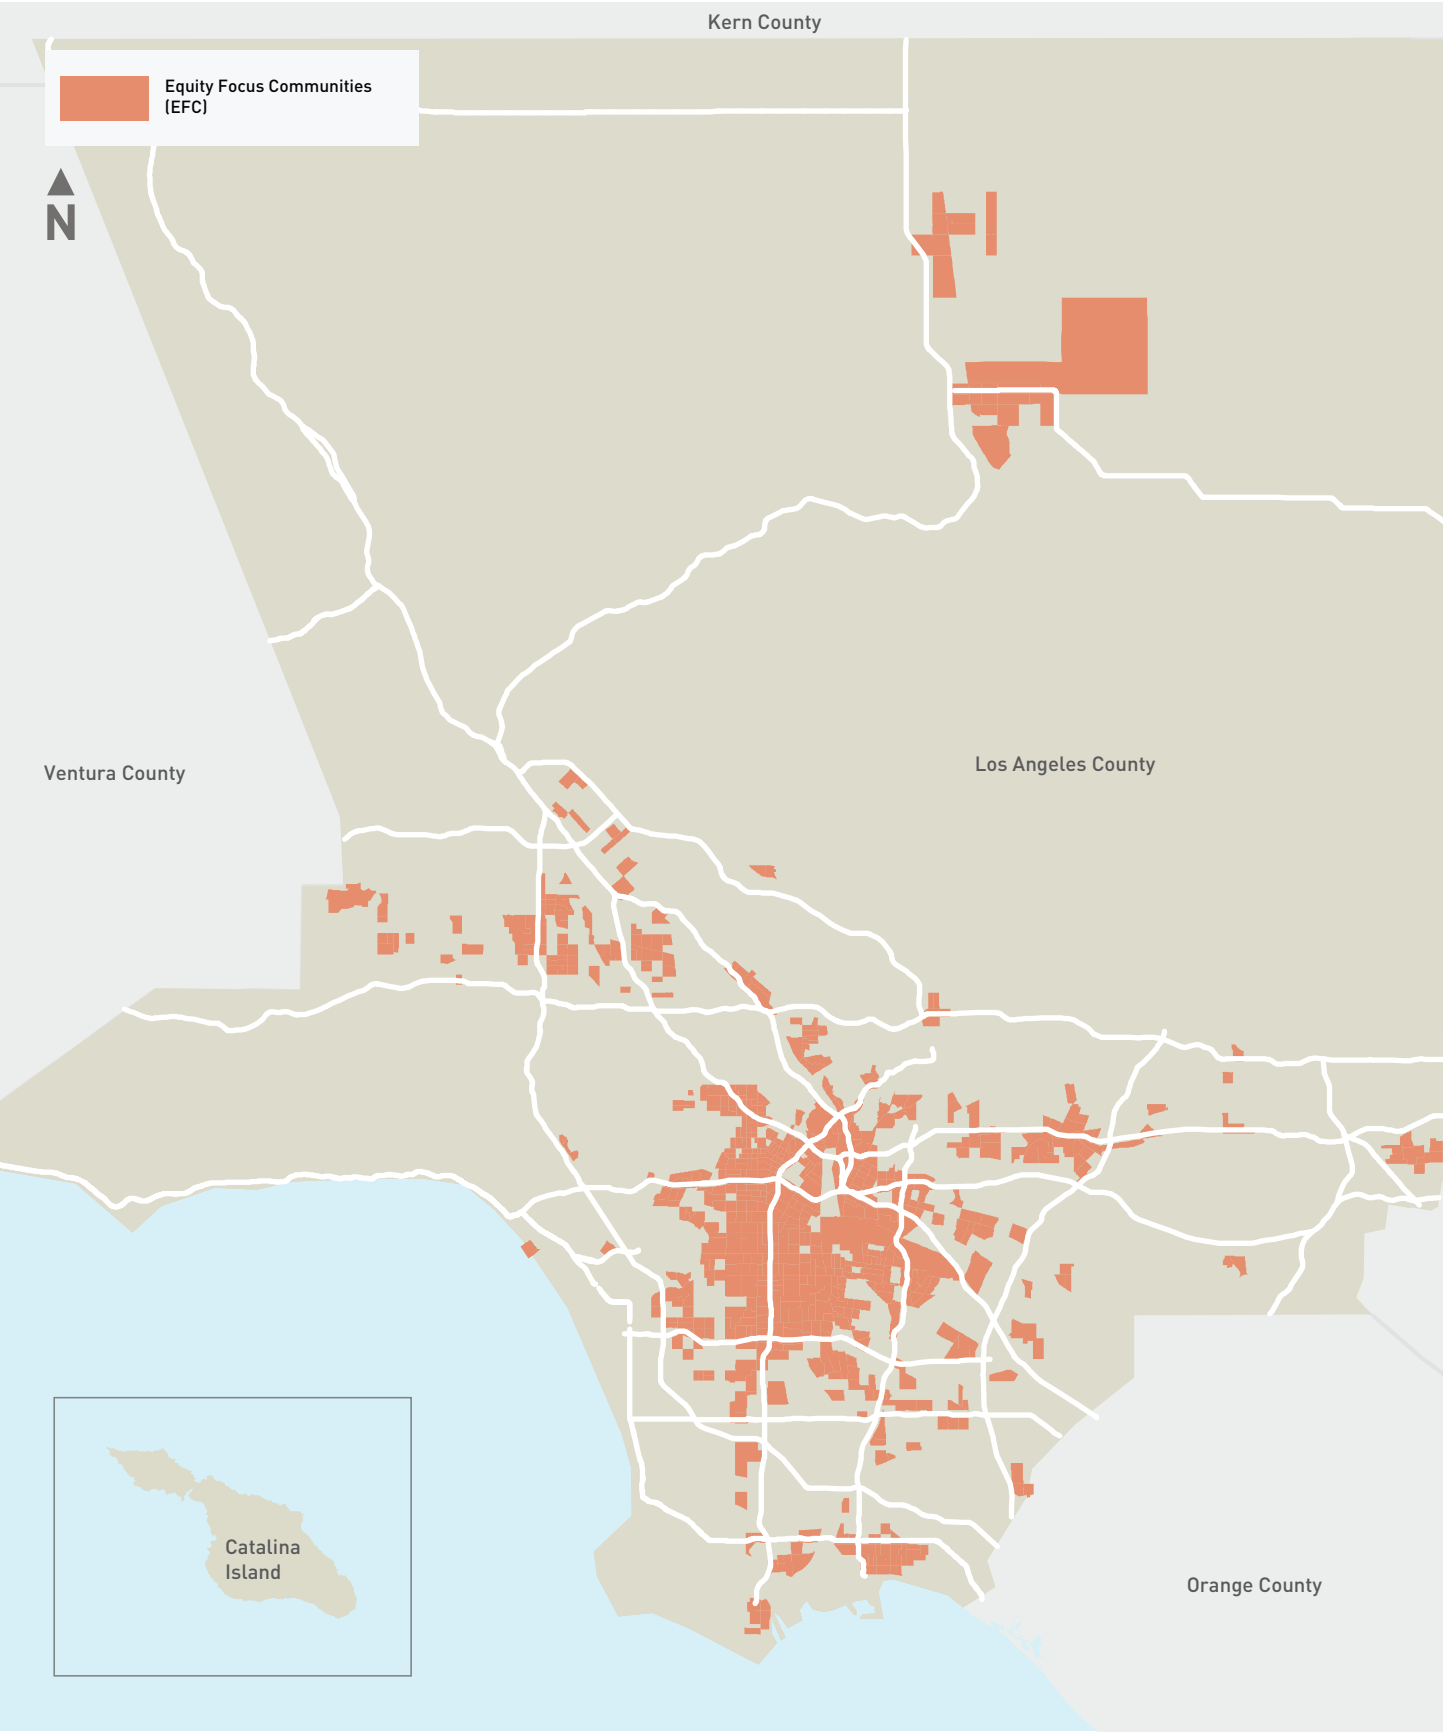 Kern County
Equity Focus Communities
(EFC)
N
Ventura County
Los Angeles County
Catalina
Island
Orange County